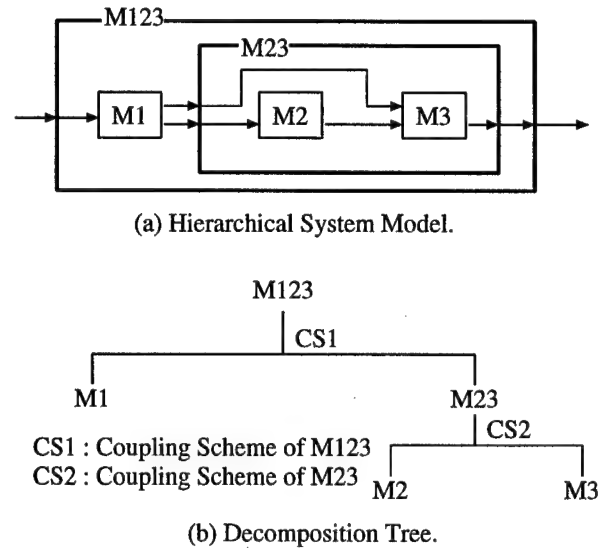 M123
M23
M1
M2
M3
(a) Hierarchical System Model.
M123
CS1
M1
M23
CS2
CS1 : Coupling Scheme of M123
CS2 : Coupling Scheme of M23
M2
M3
(b) Decomposition Tree.